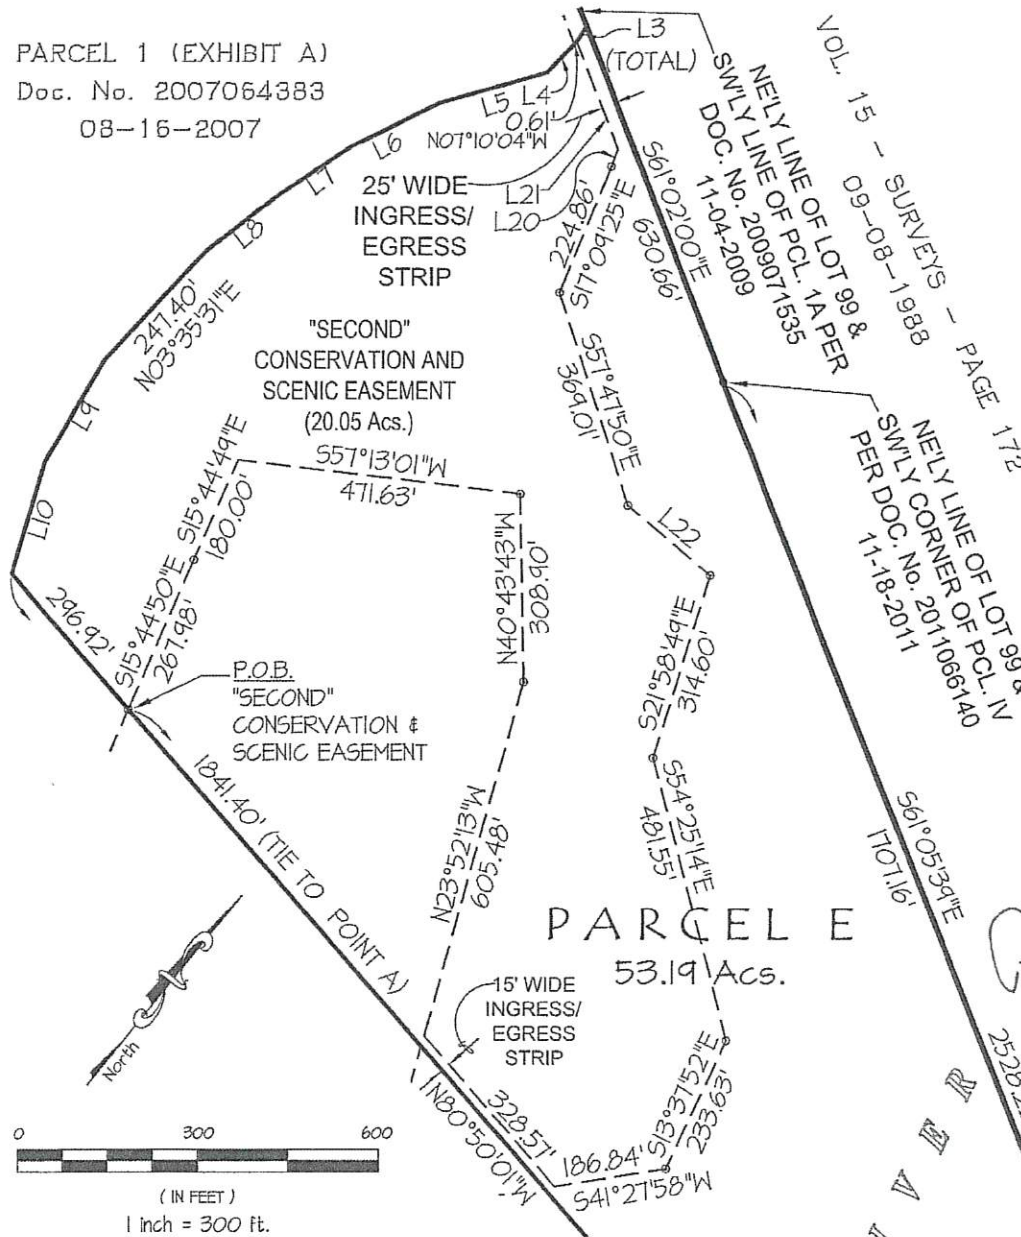 PARCEL 1 (EXHIBIT A)
Doc. No. 2007064383
08-16-2007
L3
(TOTAL)
L5 L4
0.61'
N07°10'04"W
L6
L7
L8
25' WIDE
INGRESS/
EGRESS
STRIP
L21
L20
224.86'
S17°09'25"E
S61°02'00"E
630.66'
NE'LY LINE OF LOT 99 &
SW'LY LINE OF PCL. 1A PER
DOC. No. 2009071535
11-04-2009
VOL. 15 - SURVEYS - PAGE 172
09-08-1988
247.40'
N03°35'31"E
"SECOND"
CONSERVATION AND
SCENIC EASEMENT
(20.05 Acs.)
S57°47'50"E
369.01'
L9
L10
S15°44'49"E
180.00'
S57°13'01"W
471.63'
N40°43'43"W
308.90'
L22
NE'LY LINE OF LOT 99 &
SW'LY CORNER OF PCL. IV
PER DOC. No. 2011066140
11-18-2011
296.92'
S15°44'50"E
267.98'
P.O.B.
"SECOND"
CONSERVATION &
SCENIC EASEMENT
S21°58'49"E
314.60'
1841.40' (TIE TO POINT A)
N23°52'13"W
605.48'
S54°25'14"E
481.55'
S61°05'39"E
1707.16'
PARCEL E
53.19 Acs.
15' WIDE
INGRESS/
EGRESS
STRIP
North
328.57'
N80°50'01"W
186.84'
S41°27'58"W
S13°37'52"E
233.63'
2528.2
VER
0 300 600
( IN FEET )
1 inch = 300 ft.